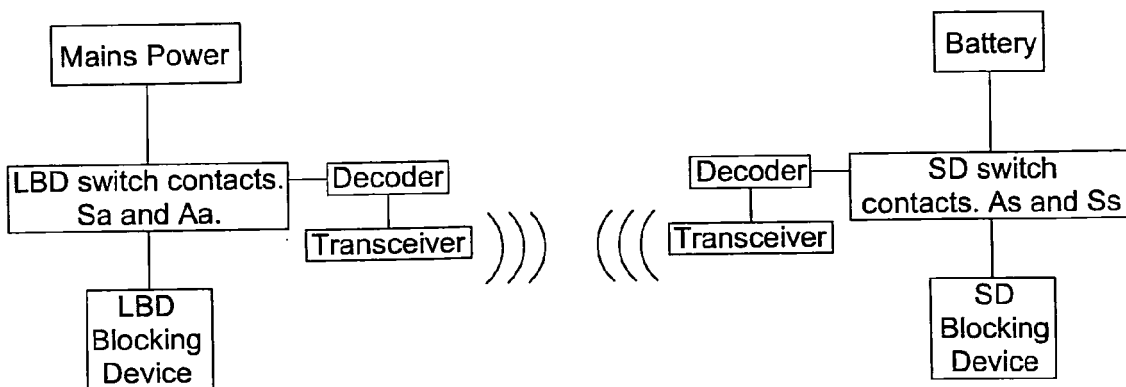 Mains Power
LBD switch contacts.
Sa and Aa.
Decoder
Transceiver
LBD
Blocking
Device
Battery
SD switch
contacts. As and Ss
Decoder
Transceiver
SD
Blocking
Device